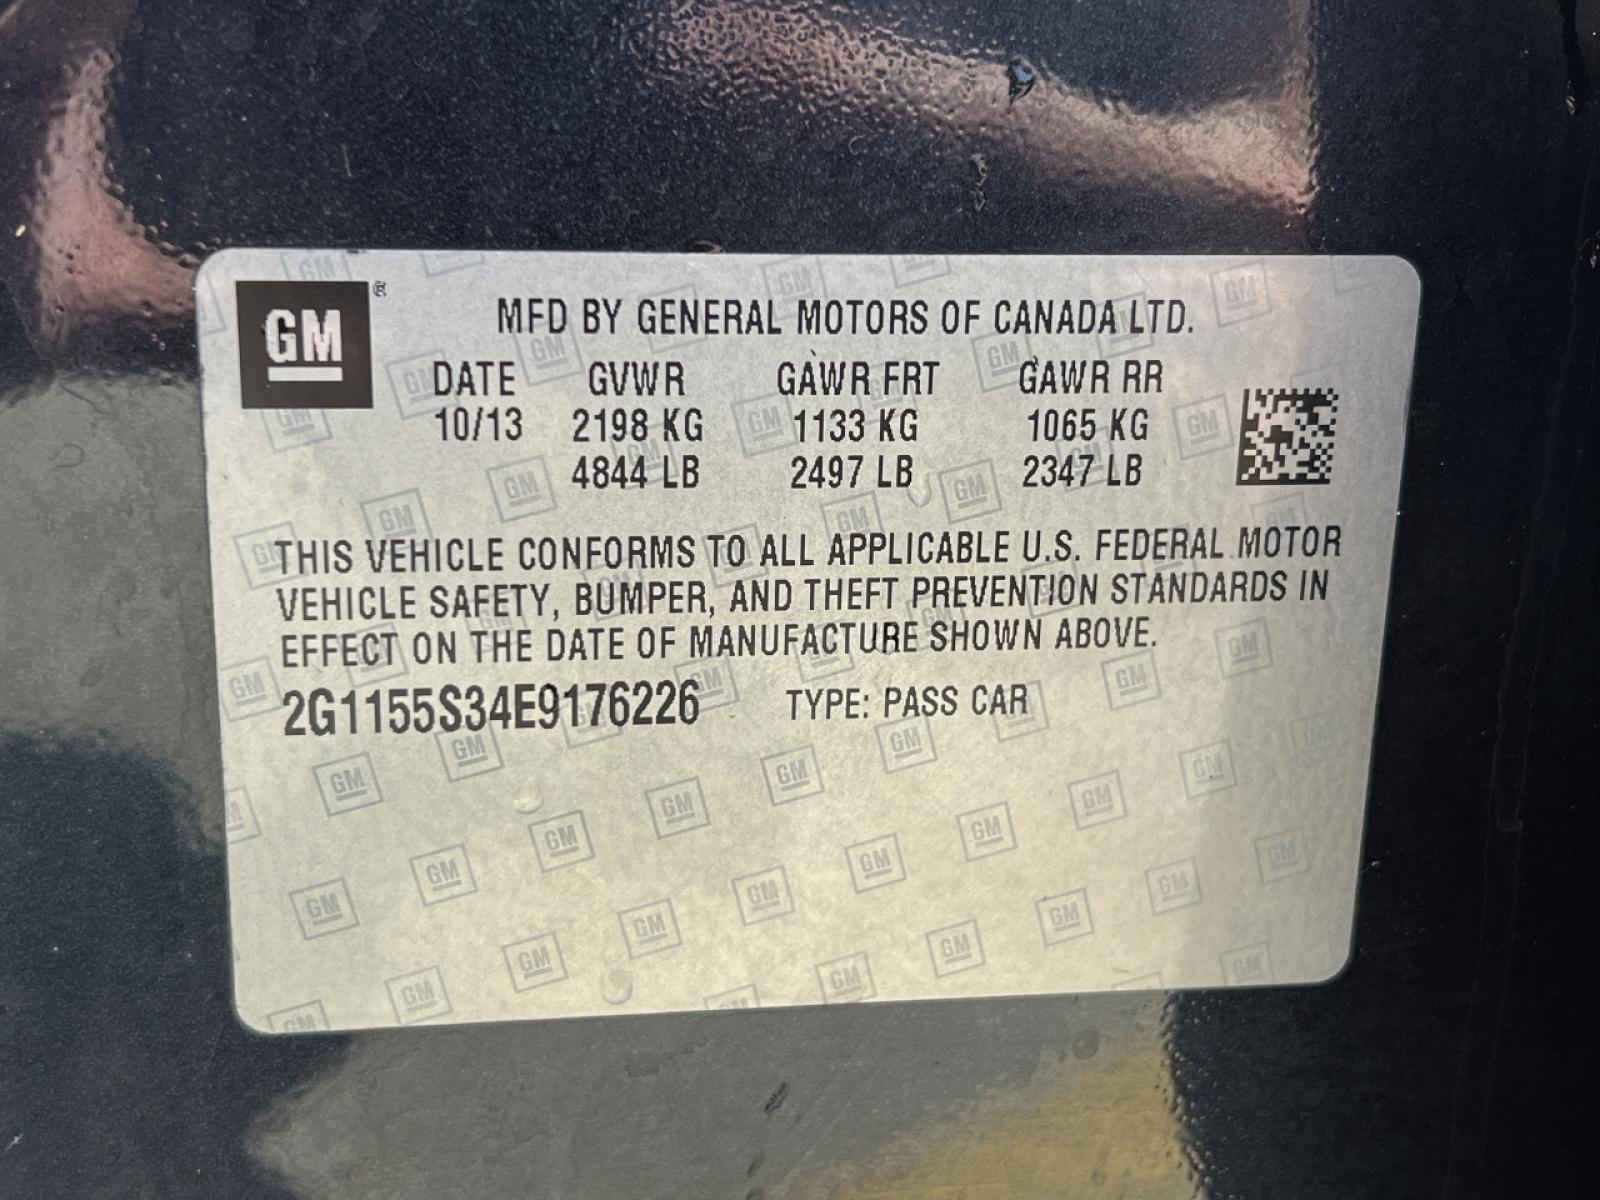 GM ®
MFD BY GENERAL MOTORS OF CANADA LTD.
DATE GVWR GAWR FRT GAWR RR
10/13 2198 KG 1133 KG 1065 KG
4844 LB 2497 LB 2347 LB
THIS VEHICLE CONFORMS TO ALL APPLICABLE U.S. FEDERAL MOTOR
VEHICLE SAFETY, BUMPER, AND THEFT PREVENTION STANDARDS IN
EFFECT ON THE DATE OF MANUFACTURE SHOWN ABOVE.
2G1155S34E9176226 TYPE: PASS CAR